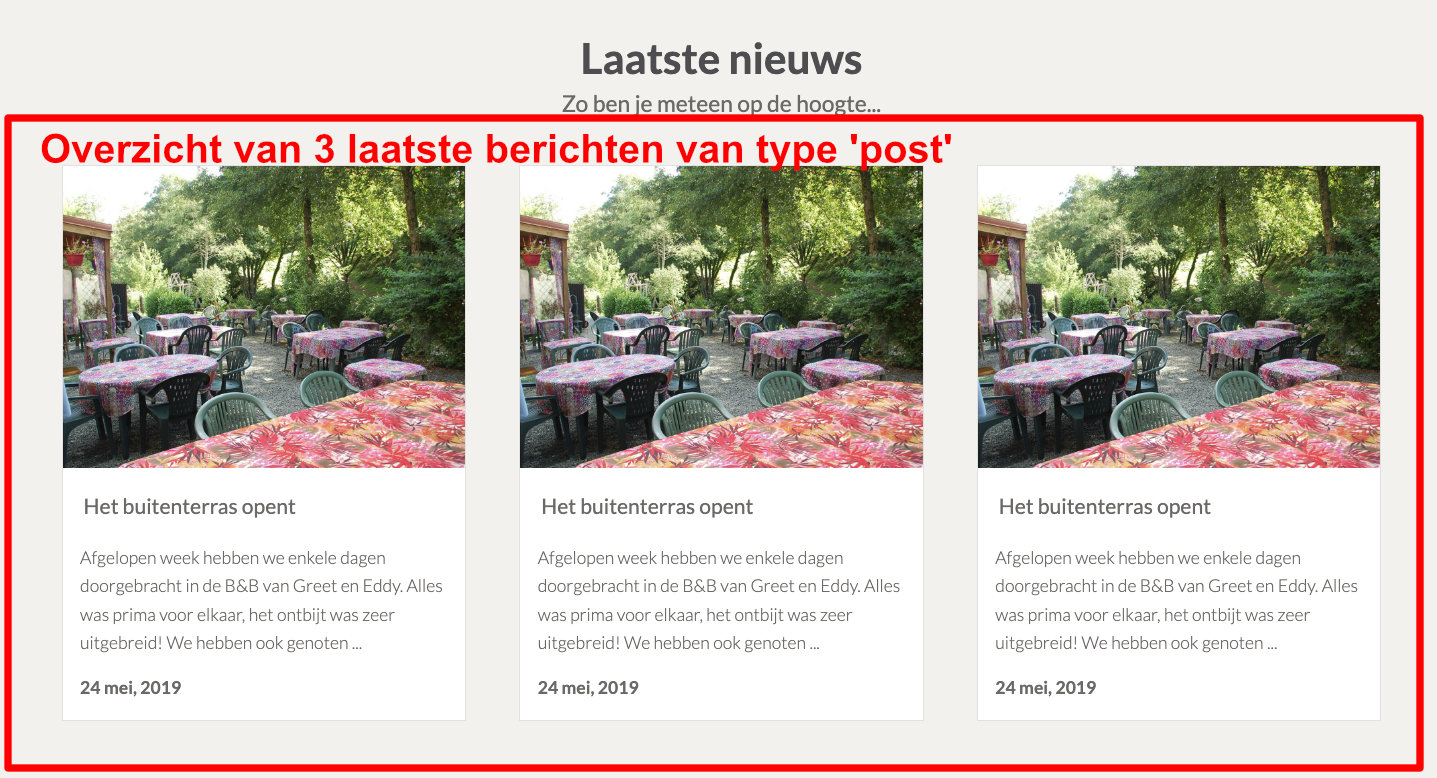 Laatste nieuws
Zo ben je meteen op de hoogte...
Overzicht van 3 laatste berichten van type 'post'
Het buitenterras opent
Afgelopen week hebben we enkele dagen
doorgebracht in de B&B van Greet en Eddy. Alles
was prima voor elkaar, het ontbijt was zeer
uitgebreid! We hebben ook genoten ...
24 mei, 2019
Het buitenterras opent
Afgelopen week hebben we enkele dagen
doorgebracht in de B&B van Greet en Eddy. Alles
was prima voor elkaar, het ontbijt was zeer
uitgebreid! We hebben ook genoten ...
24 mei, 2019
Het buitenterras opent
Afgelopen week hebben we enkele dagen
doorgebracht in de B&B van Greet en Eddy. Alles
was prima voor elkaar, het ontbijt was zeer
uitgebreid! We hebben ook genoten ...
24 mei, 2019